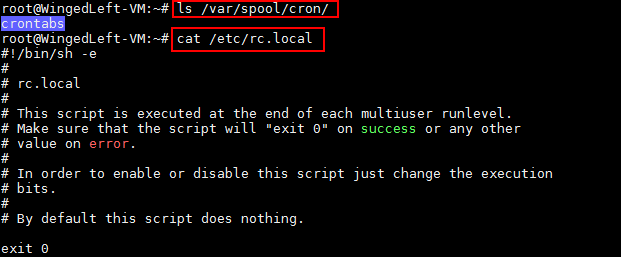 root@WingedLeft-VM:~# ls /var/spool/cron/
crontabs
root@WingedLeft-VM:~# cat /etc/rc.local
#!/bin/sh -e
#
# rc.local
#
# This script is executed at the end of each multiuser runlevel.
# Make sure that the script will "exit 0" on success or any other
# value on error.
#
# In order to enable or disable this script just change the execution
# bits.
#
# By default this script does nothing.
exit 0